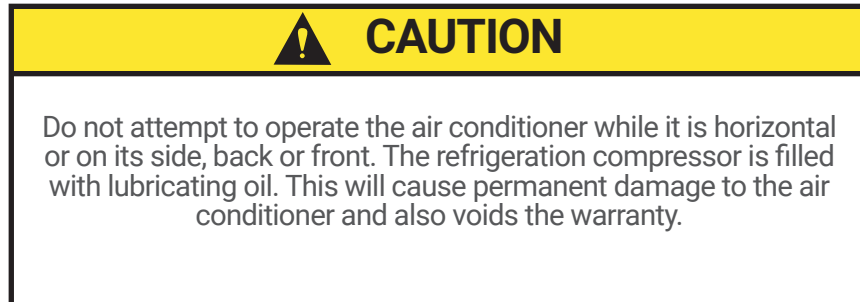 CAUTION
Do not attempt to operate the air conditioner while it is horizontal
or on its side, back or front. The refrigeration compressor is filled
with lubricating oil. This will cause permanent damage to the air
conditioner and also voids the warranty.